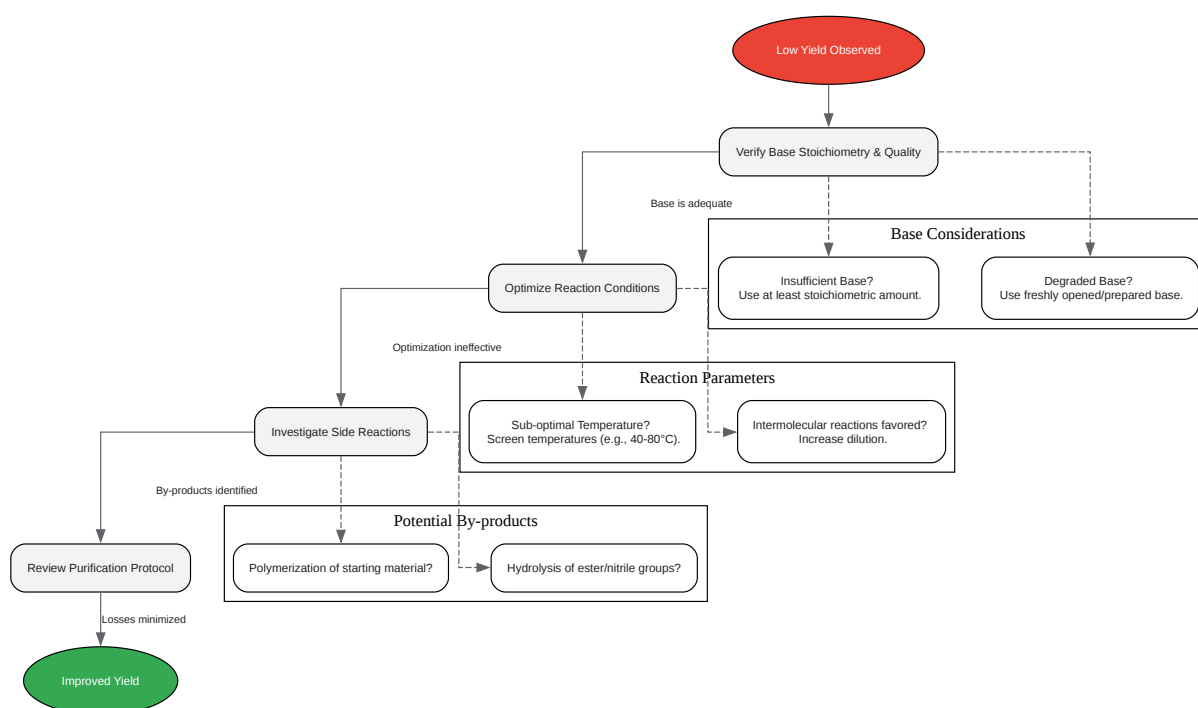 Low Yield Observed
Verify Base Stoichiometry & Quality
Base is adequate
Base Considerations
Insufficient Base?
Use at least stoichiometric amount.
Degraded Base?
Use freshly opened/prepared base.
Optimize Reaction Conditions
Optimization ineffective
Reaction Parameters
Sub-optimal Temperature?
Screen temperatures (e.g., 40-80°C).
Intermolecular reactions favored?
Increase dilution.
Investigate Side Reactions
By-products identified
Potential By-products
Polymerization of starting material?
Hydrolysis of ester/nitrile groups?
Review Purification Protocol
Losses minimized
Improved Yield